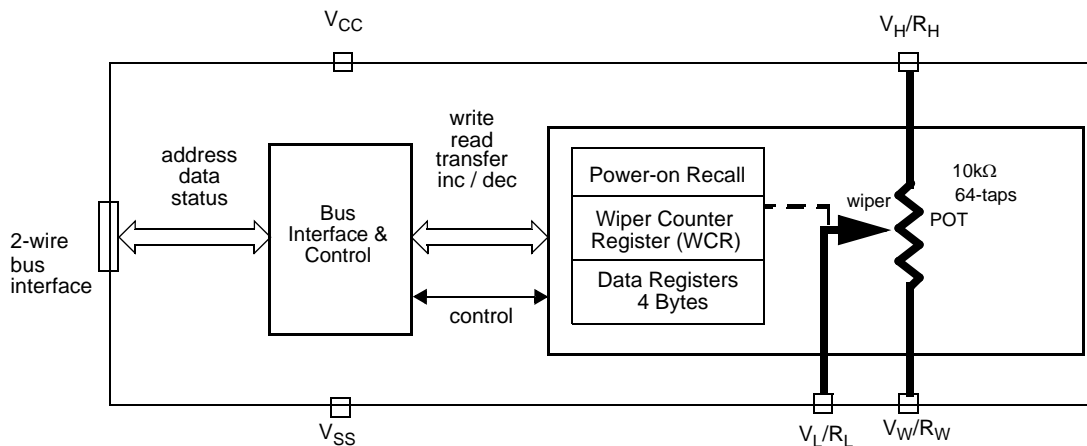 VCC
VH/RH
address
data
status
write
read
transfer
inc / dec
2-wire
bus
interface
Bus
Interface &
Control
control
Power-on Recall
Wiper Counter
Register (WCR)
Data Registers
4 Bytes
wiper
10kΩ
64-taps
POT
VSS
VL/RL
VW/RW